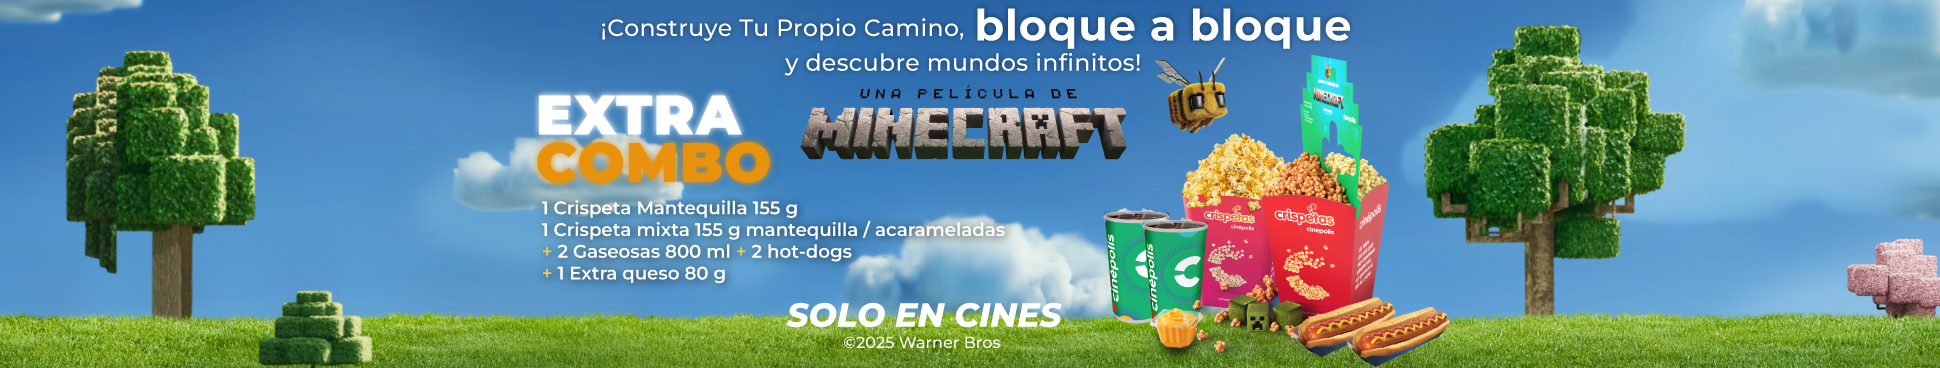 ¡Construye Tu Propio Camino, bloque a bloque
y descubre mundos infinitos!
UNA PELÍCULA DE
MINECRAFT
EXTRA
COMBO
1 Crispeta Mantequilla 155 g
1 Crispeta mixta 155 g mantequilla / acarameladas
+ 2 Gaseosas 800 ml + 2 hot-dogs
+ 1 Extra queso 80 g
SOLO EN CINES
©2025 Warner Bros
MINECRAFT
cinépolis
cinépolis
cinépolis
crispetas
cinépolis
crispetas
cinépolis
cinépolis